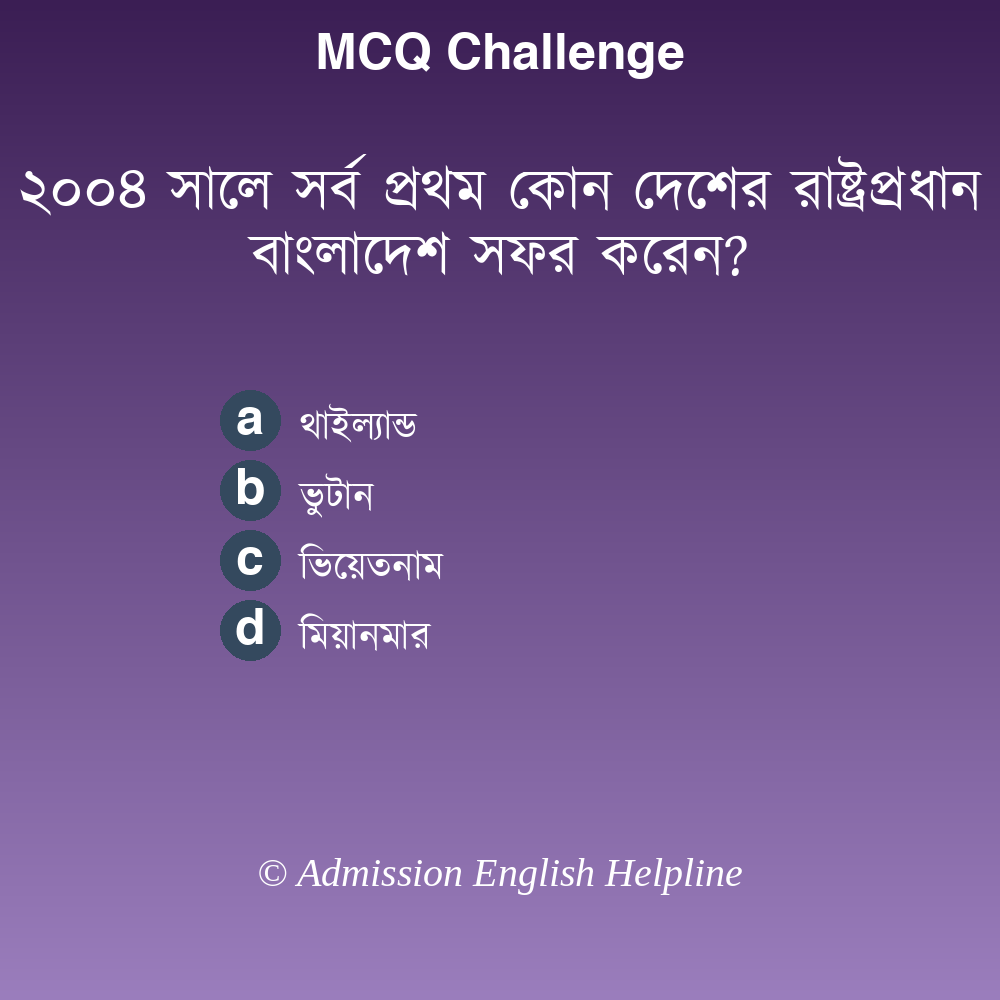 MCQ Challenge
২০০৪ সালে সর্ব প্রথম কোন দেশের রাষ্ট্রপ্রধান
বাংলাদেশ সফর করেন?
a থাইল্যান্ড
b ভুটান
c ভিয়েতনাম
d মিয়ানমার
© Admission English Helpline